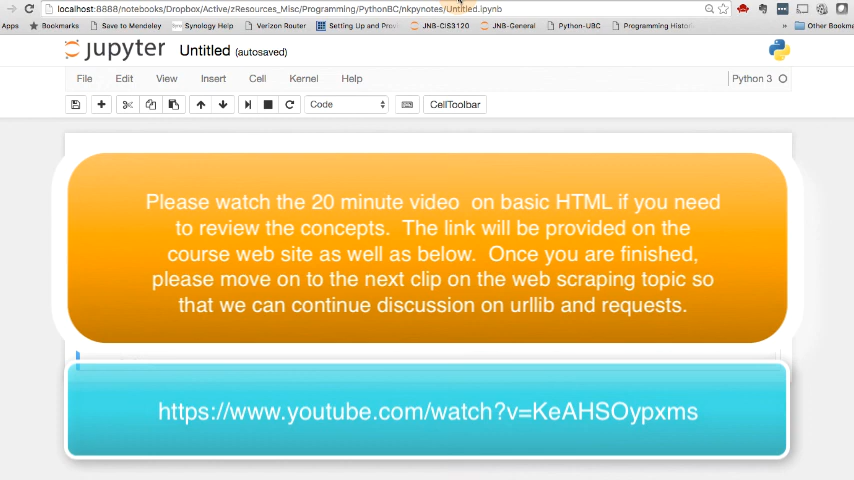 localhost:8888/notebooks/Dropbox/Active/zResources_Misc/Programming/PythonBC/nkpynotes/Untitled.ipynb
Apps Bookmarks Save to Mendeley Synology Help Verizon Router Setting Up and Provi JNB-CIS3120 JNB-General Python-UBC Programming Histori » Other Bookma
jupyter Untitled (autosaved)
File Edit View Insert Cell Kernel Help Python 3
Code CellToolbar
Please watch the 20 minute video on basic HTML if you need
to review the concepts. The link will be provided on the
course web site as well as below. Once you are finished,
please move on to the next clip on the web scraping topic so
that we can continue discussion on urllib and requests.
https://www.youtube.com/watch?v=KeAHSOypxms